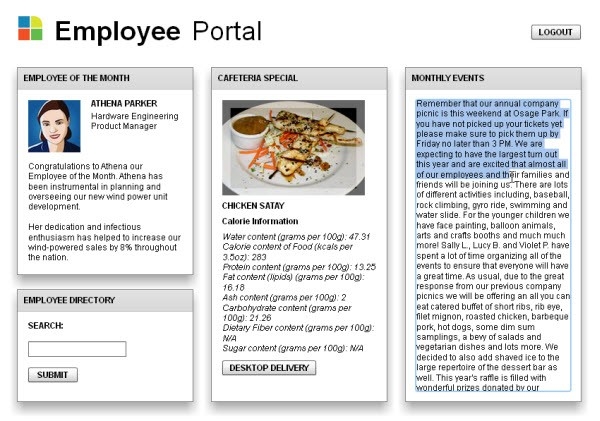 Employee Portal
LOGOUT
EMPLOYEE OF THE MONTH
ATHENA PARKER
Hardware Engineering
Product Manager
Congratulations to Athena our
Employee of the Month. Athena has
been instrumental in planning and
overseeing our new wind power unit
development.
Her dedication and infectious
enthusiasm has helped to increase our
wind-powered sales by 8% throughout
the nation.
EMPLOYEE DIRECTORY
SEARCH:
SUBMIT
CAFETERIA SPECIAL
CHICKEN SATAY
Calorie Information
Water content (grams per 100g): 47.31
Calorie content of Food (kcals per
3.5oz): 283
Protein content (grams per 100g): 13.25
Fat content (lipids) (grams per 100g):
16.18
Ash content (grams per 100g): 2
Carbohydrate content (grams per
100g): 21.26
Dietary Fiber content (grams per 100g):
N/A
Sugar content (grams per 100g): N/A
DESKTOP DELIVERY
MONTHLY EVENTS
Remember that our annual company
picnic is this weekend at Osage Park. If
you have not picked up your tickets yet
please make sure to pick them up by
Friday no later than 3 PM. We are
expecting to have the largest turn out
this year and are excited that almost all
of our employees and their families and
friends will be joining us. There are lots
of different activities including, baseball,
rock climbing, gyro ride, swimming and
water slide. For the younger children we
have face painting, balloon animals,
arts and crafts booths and much much
more! Sally L., Lucy B. and Violet P. have
spent a lot of time organizing all of the
events to ensure that everyone will have
a great time. As usual, due to the great
response from our previous company
picnics we will be offering an all you can
eat catered buffet of short ribs, rib eye,
filet mignon, roasted chicken, barbeque
pork, hot dogs, some dim sum
samplings, a bevy of salads and
vegetarian dishes and lots more. We
decided to also add shaved ice to the
large repertoire of the dessert bar as
well. This year's raffle is filled with
wonderful prizes donated by our